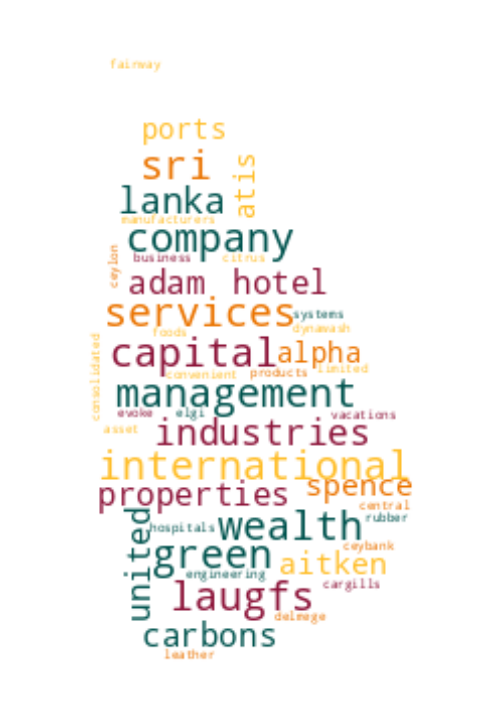 fairway
ports
sri
atis
lanka
manufacturers
company
business citrus
ceylon
adam hotel
services
systems
dynawash
foods
consolidated
capital alpha
convenient products limited
management
evoke elgi vacations
asset
industries
international
properties spence
central
united
hospitals wealth rubber
green
ceybank
aitken
engineering
cargills
laugfs
delmege
carbons
leather